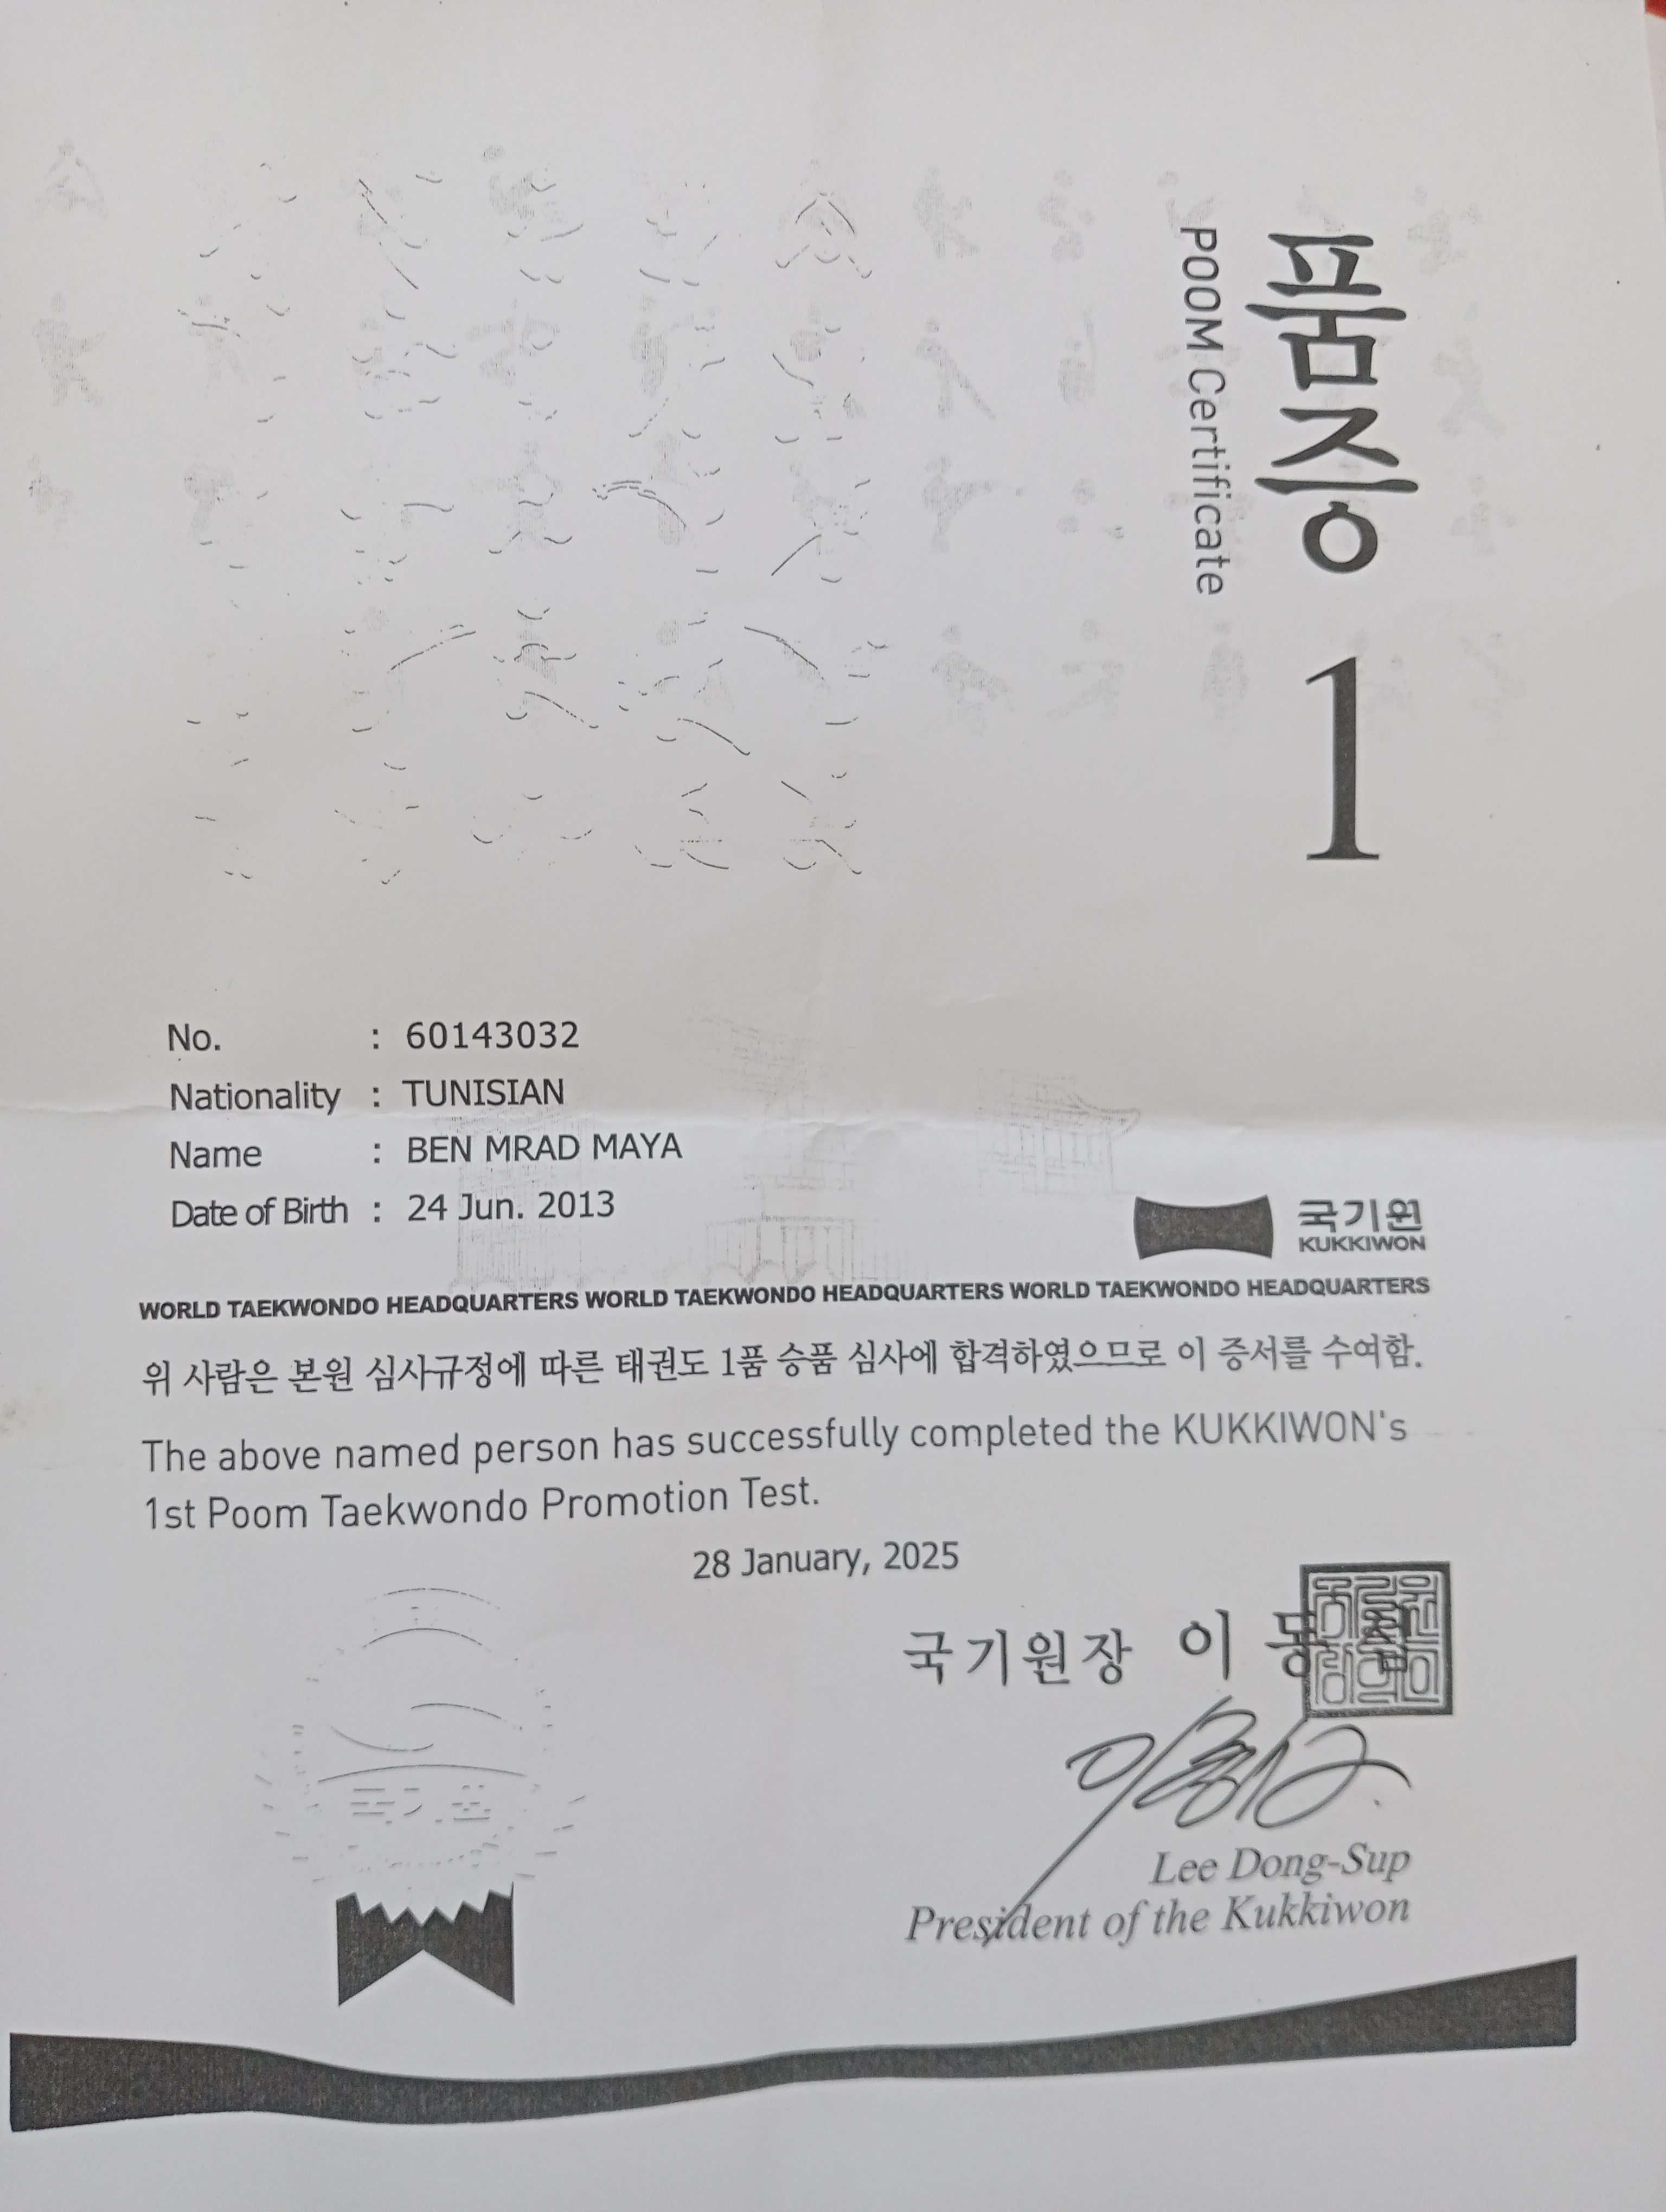 품증 1
POOM Certificate
No. : 60143032
Nationality : TUNISIAN
Name : BEN MRAD MAYA
Date of Birth : 24 Jun. 2013
국기원
KUKKIWON
WORLD TAEKWONDO HEADQUARTERS WORLD TAEKWONDO HEADQUARTERS WORLD TAEKWONDO HEADQUARTERS
위 사람은 본원 심사규정에 따른 태권도 1품 승품 심사에 합격하였으므로 이 증서를 수여함.
The above named person has successfully completed the KUKKIWON's
1st Poom Taekwondo Promotion Test.
28 January, 2025
국기원장 이 동 섭
Lee Dong-Sup
President of the Kukkiwon